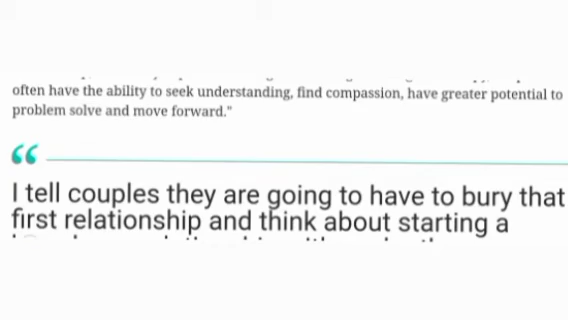 often have the ability to seek understanding, find compassion, have greater potential to
problem solve and move forward."
“
I tell couples they are going to have to bury that
first relationship and think about starting a